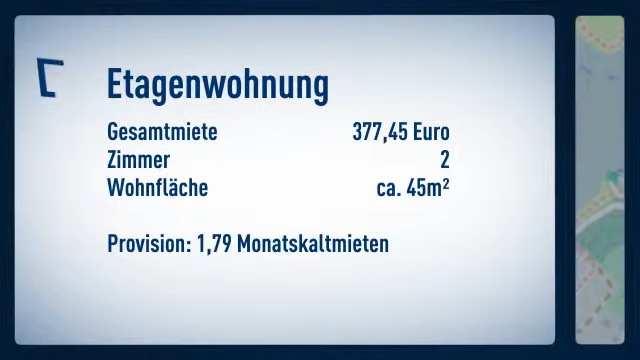 Etagenwohnung
Gesamtmiete 377,45 Euro
Zimmer 2
Wohnfläche ca. 45m²
Provision: 1,79 Monatskaltmieten